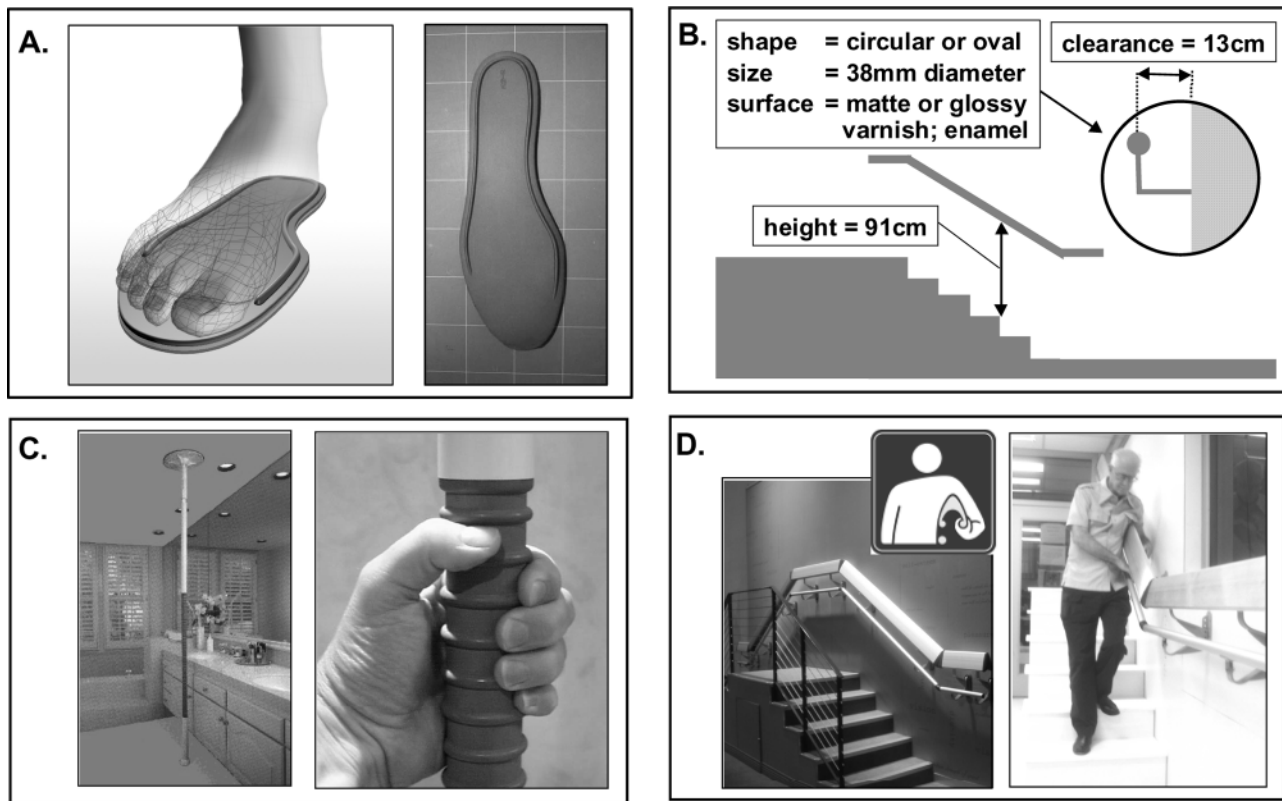 A.
B.
shape = circular or oval
size = 38mm diameter
surface = matte or glossy
varnish; enamel
clearance = 13cm
height = 91cm
C.
D.